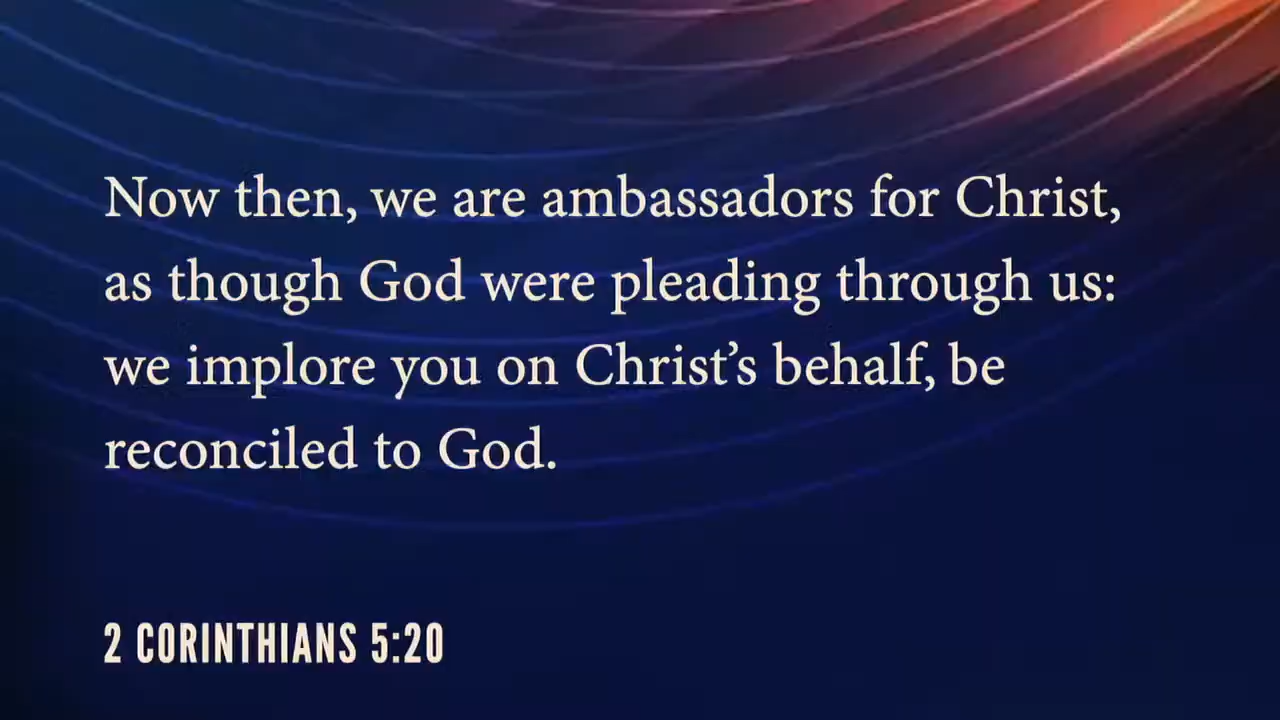 Now then, we are ambassadors for Christ,
as though God were pleading through us:
we implore you on Christ’s behalf, be
reconciled to God.
2 CORINTHIANS 5:20